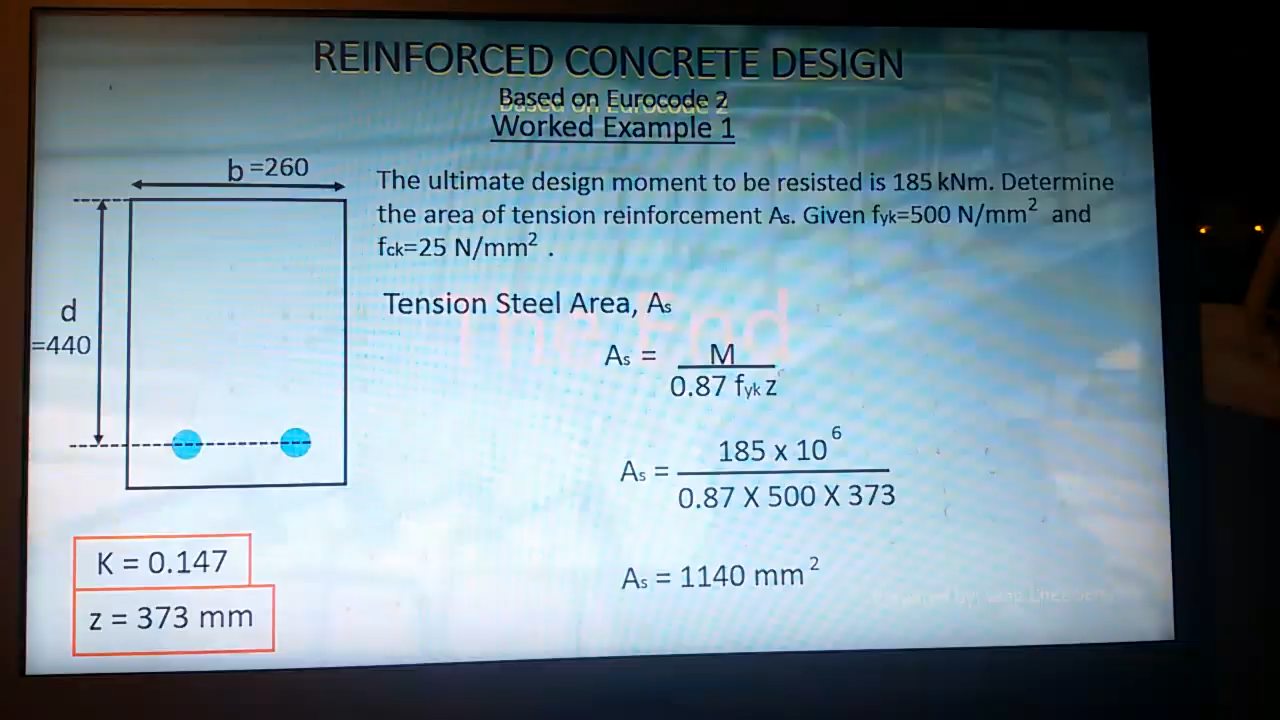 REINFORCED CONCRETE DESIGN
Based on Eurocode 2
Worked Example 1
b =260
The ultimate design moment to be resisted is 185 kNm. Determine
the area of tension reinforcement As. Given fyk=500 N/mm² and
fck=25 N/mm² .
d
=440
Tension Steel Area, As
The End
As = M
0.87 fyk z
As = 185 x 10⁶
0.87 X 500 X 373
As = 1140 mm²
K = 0.147
z = 373 mm